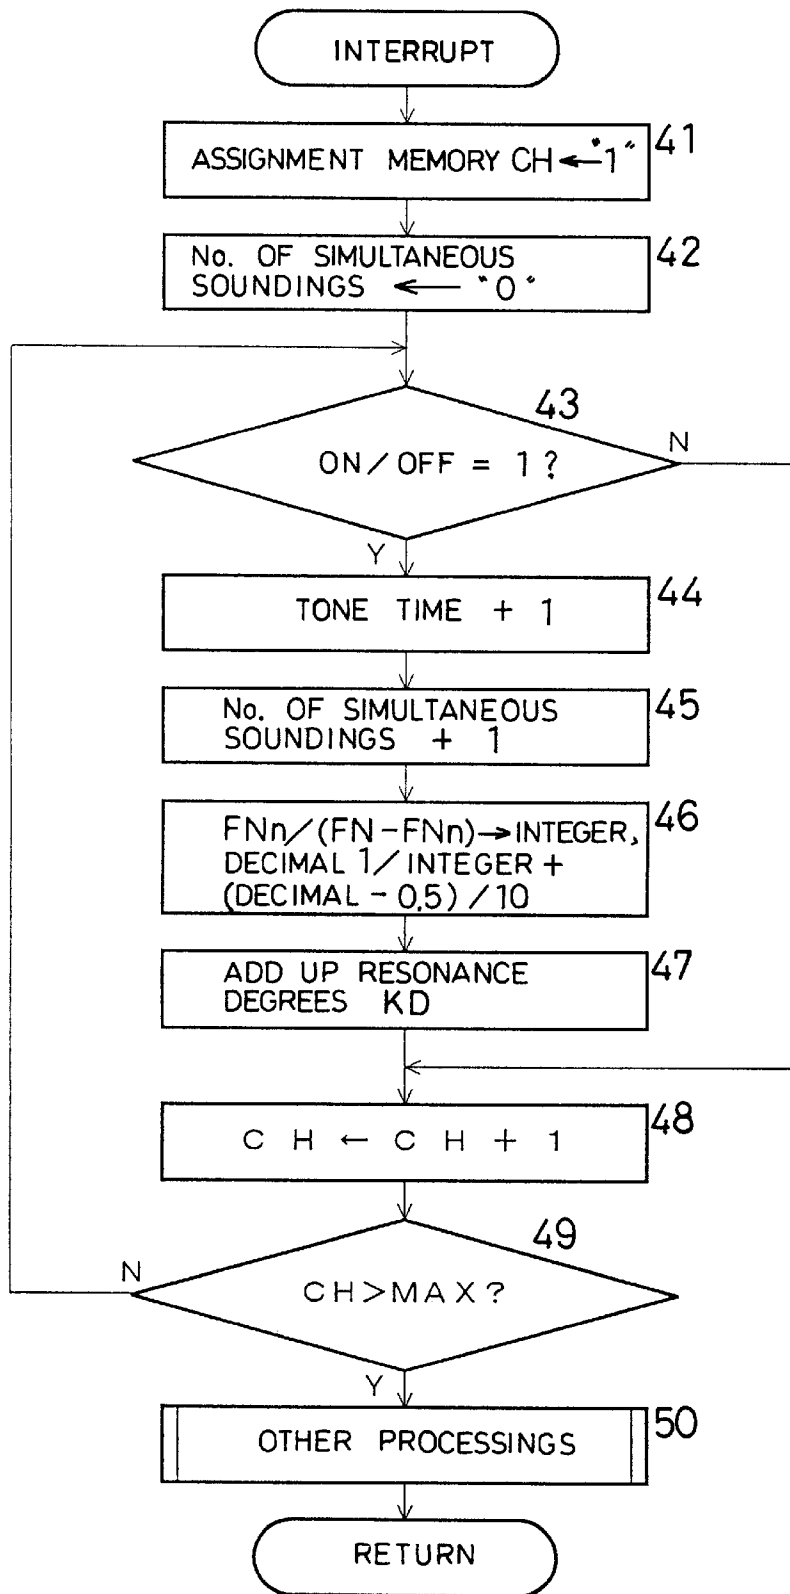 INTERRUPT
ASSIGNMENT MEMORY CH ← "1"
41
No. OF SIMULTANEOUS
SOUNDINGS ← "0"
42
43
ON/OFF = 1?
N
Y
TONE TIME + 1
44
No. OF SIMULTANEOUS
SOUNDINGS + 1
45
FNn/(FN-FNn)→INTEGER,
DECIMAL 1/INTEGER +
(DECIMAL - 0.5) /10
46
ADD UP RESONANCE
DEGREES KD
47
CH ← CH + 1
48
49
N
CH>MAX?
Y
OTHER PROCESSINGS
50
RETURN